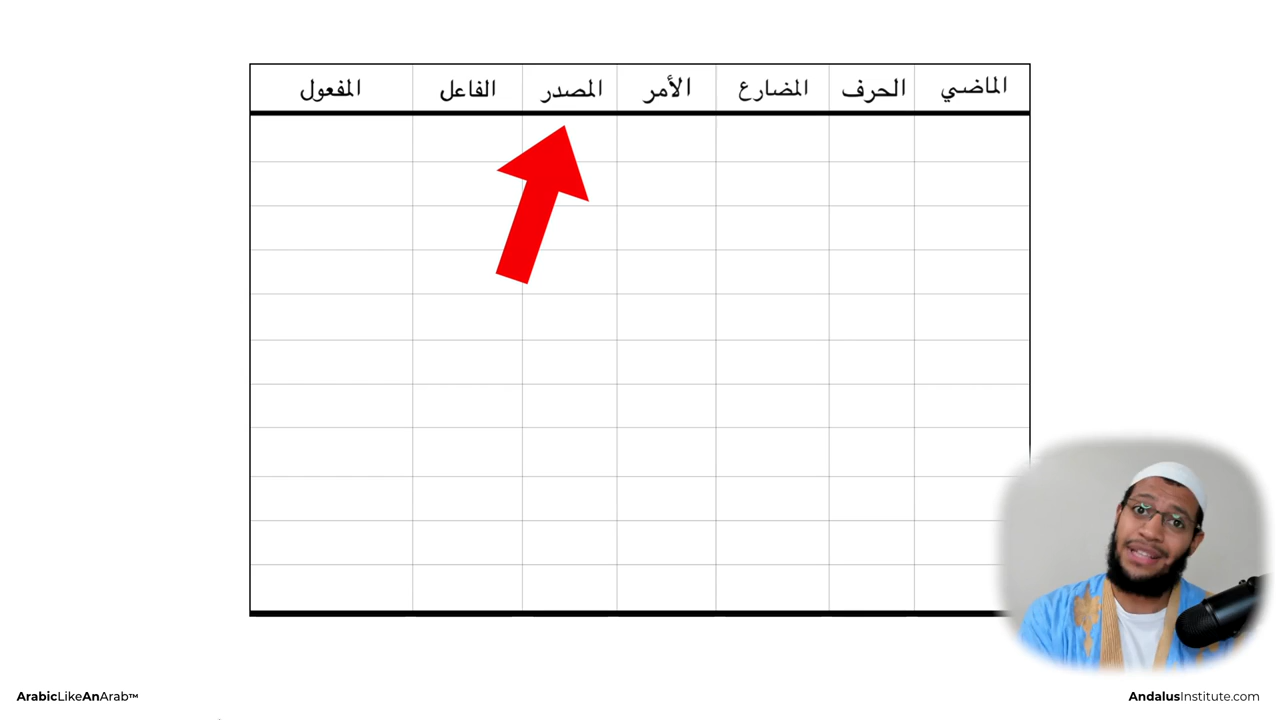 الماضي الحرف المضارع الأمر المصدر الفاعل المفعول
ArabicLikeAnArab™
AndalusInstitute.com